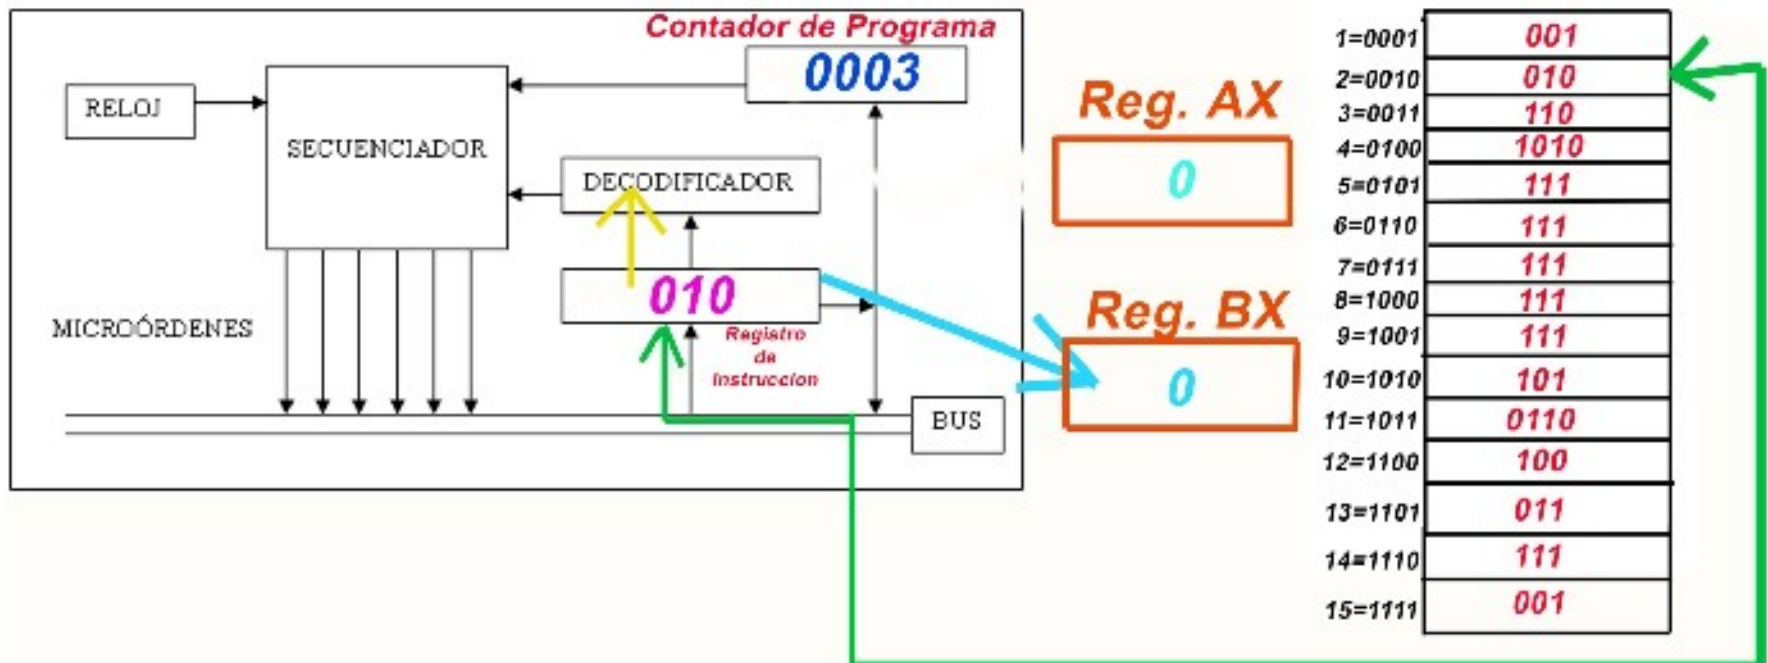 Contador de Programa
0003
RELOJ
SECUENCIADOR
DECODIFICADOR
010
Registro
de
Instruccion
MICROÓRDENES
BUS
Reg. AX
0
Reg. BX
0
1=0001 001
2=0010 010
3=0011 110
4=0100 1010
5=0101 111
6=0110 111
7=0111 111
8=1000 111
9=1001 111
10=1010 101
11=1011 0110
12=1100 100
13=1101 011
14=1110 111
15=1111 001